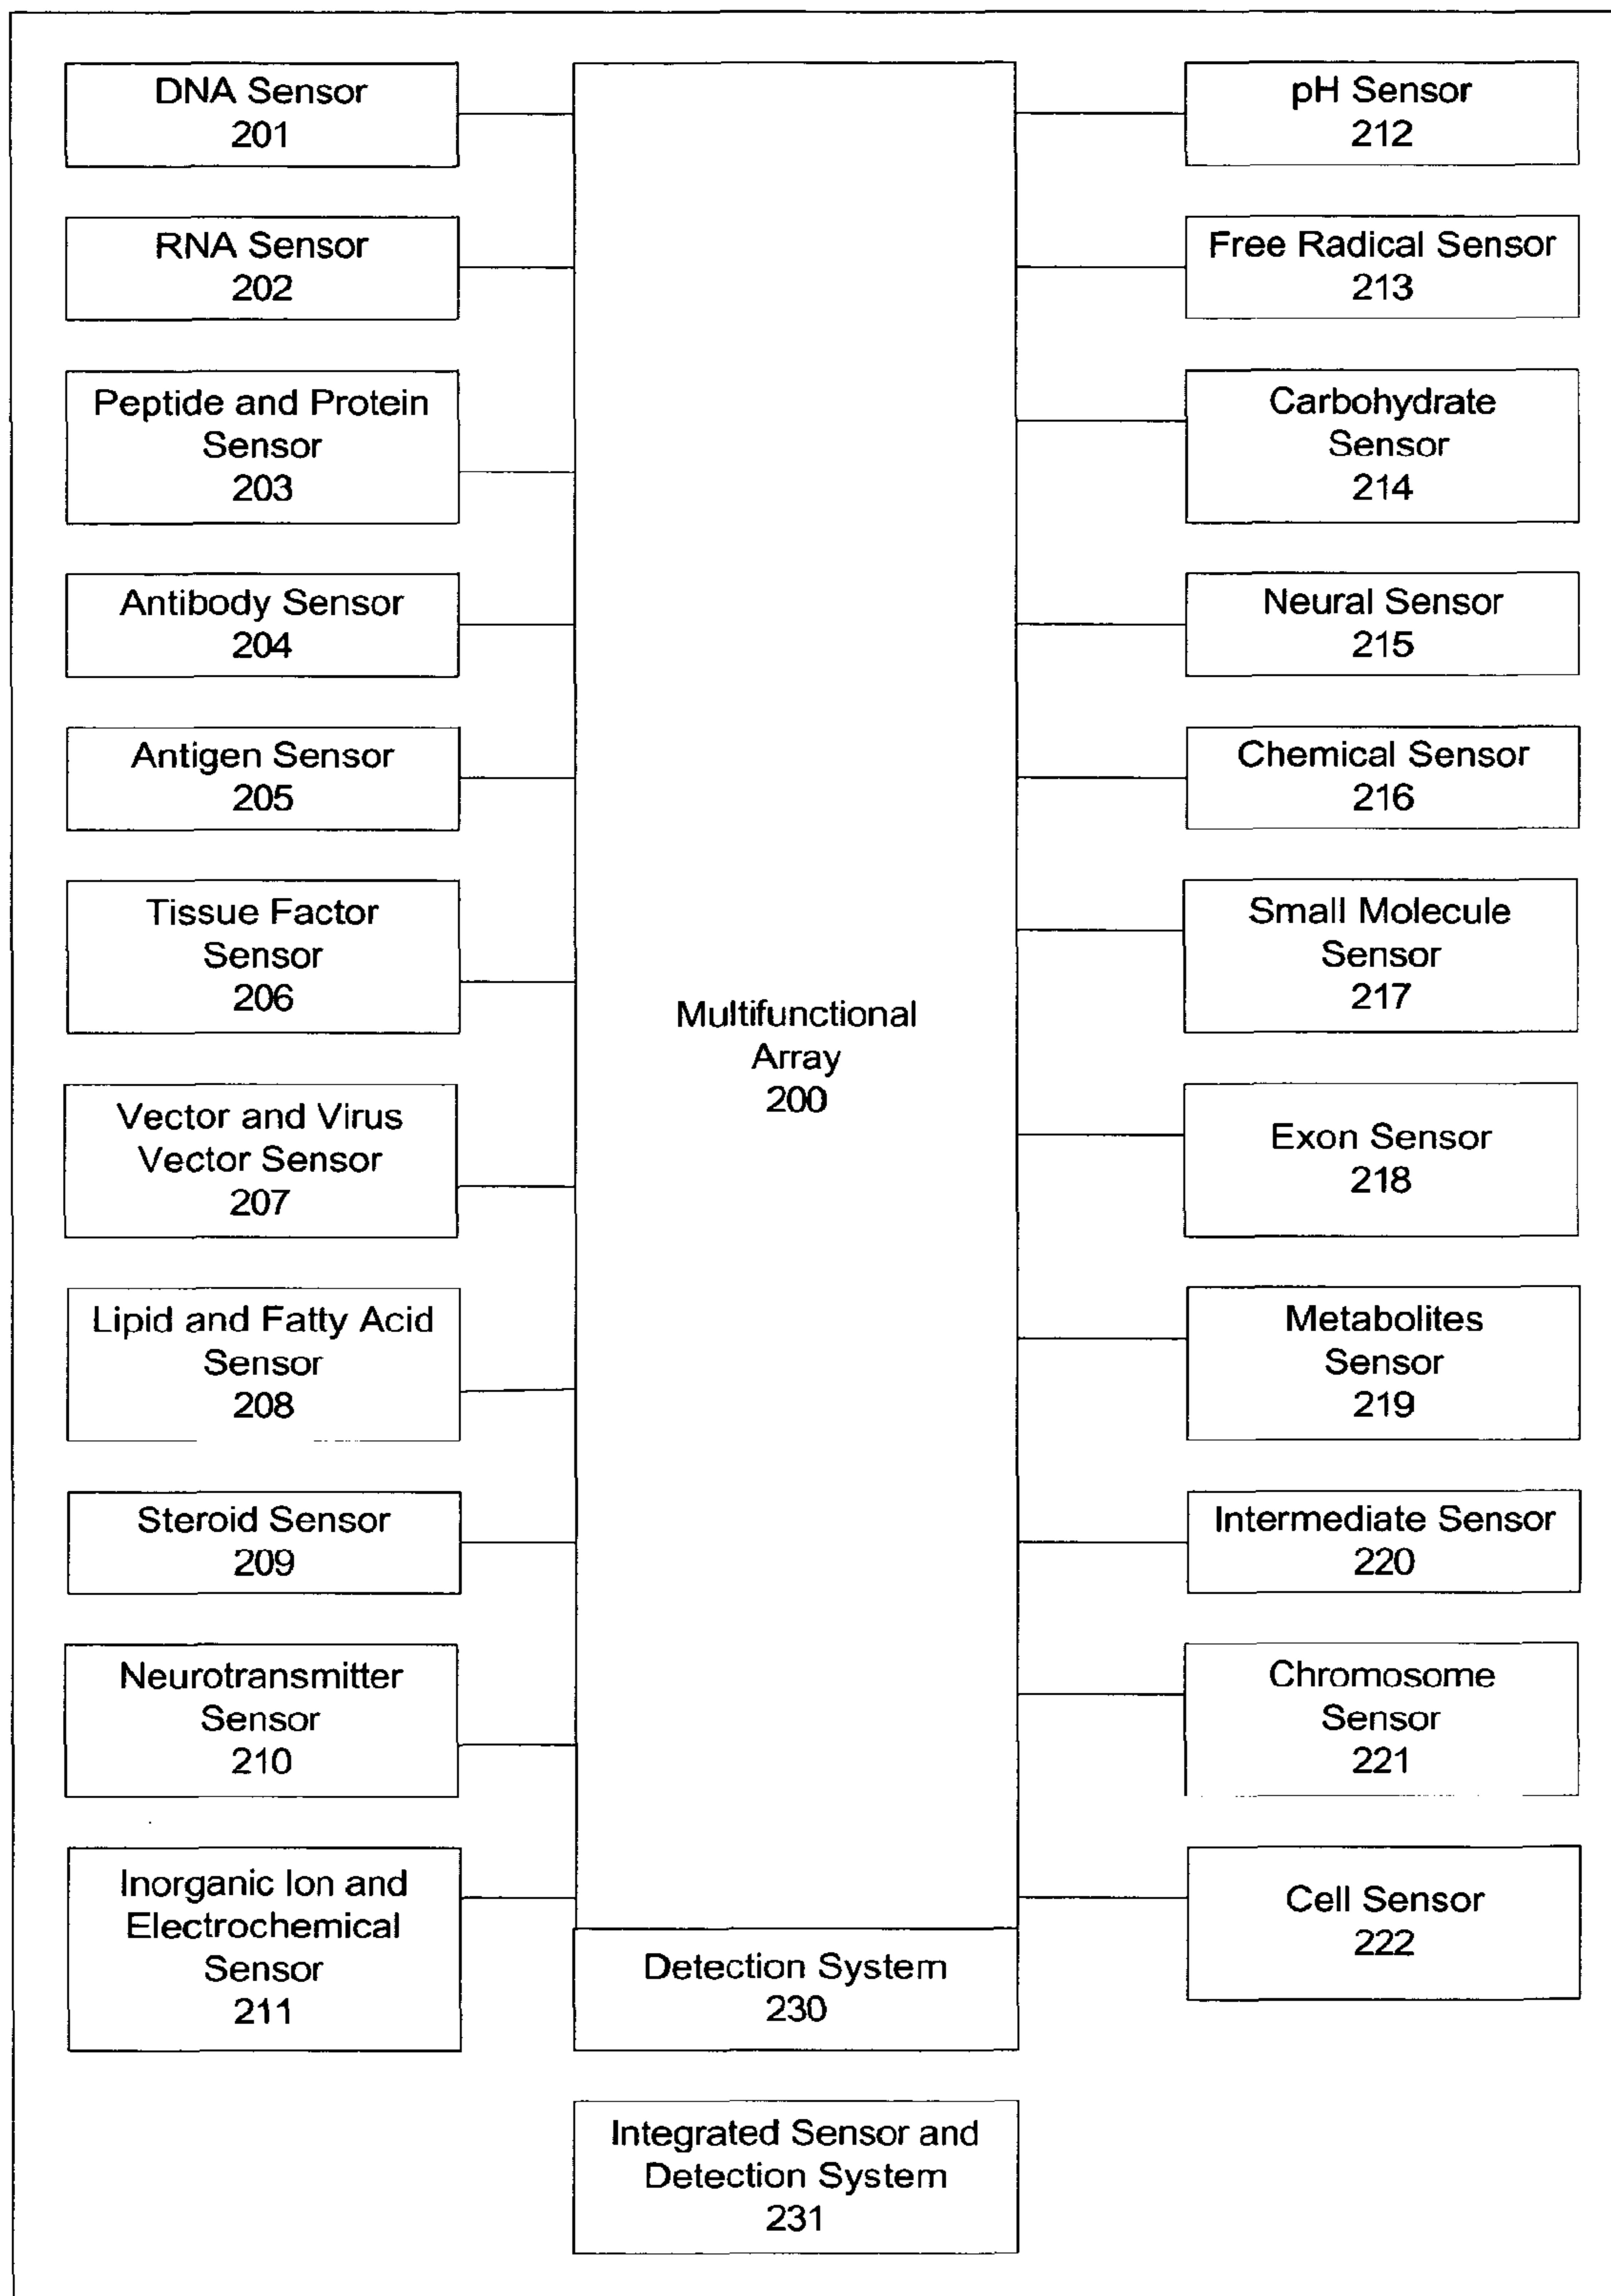 DNA Sensor
201
RNA Sensor
202
Peptide and Protein
Sensor
203
Antibody Sensor
204
Antigen Sensor
205
Tissue Factor
Sensor
206
Vector and Virus
Vector Sensor
207
Lipid and Fatty Acid
Sensor
208
Steroid Sensor
209
Neurotransmitter
Sensor
210
Inorganic Ion and
Electrochemical
Sensor
211
Multifunctional
Array
200
Detection System
230
Integrated Sensor and
Detection System
231
pH Sensor
212
Free Radical Sensor
213
Carbohydrate
Sensor
214
Neural Sensor
215
Chemical Sensor
216
Small Molecule
Sensor
217
Exon Sensor
218
Metabolites
Sensor
219
Intermediate Sensor
220
Chromosome
Sensor
221
Cell Sensor
222